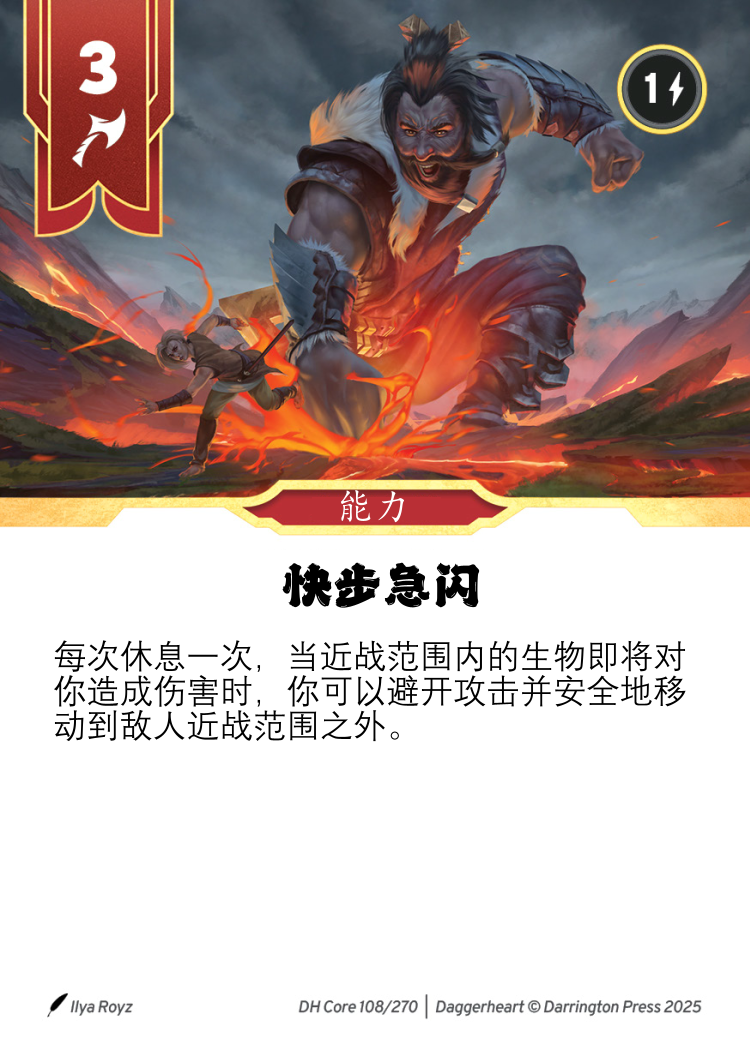 3
1
能力
快步急闪
每次休息一次，当近战范围内的生物即将对
你造成伤害时，你可以避开攻击并安全地移
动到敌人近战范围之外。
Ilya Royz
DH Core 108/270 | Daggerheart © Darrington Press 2025